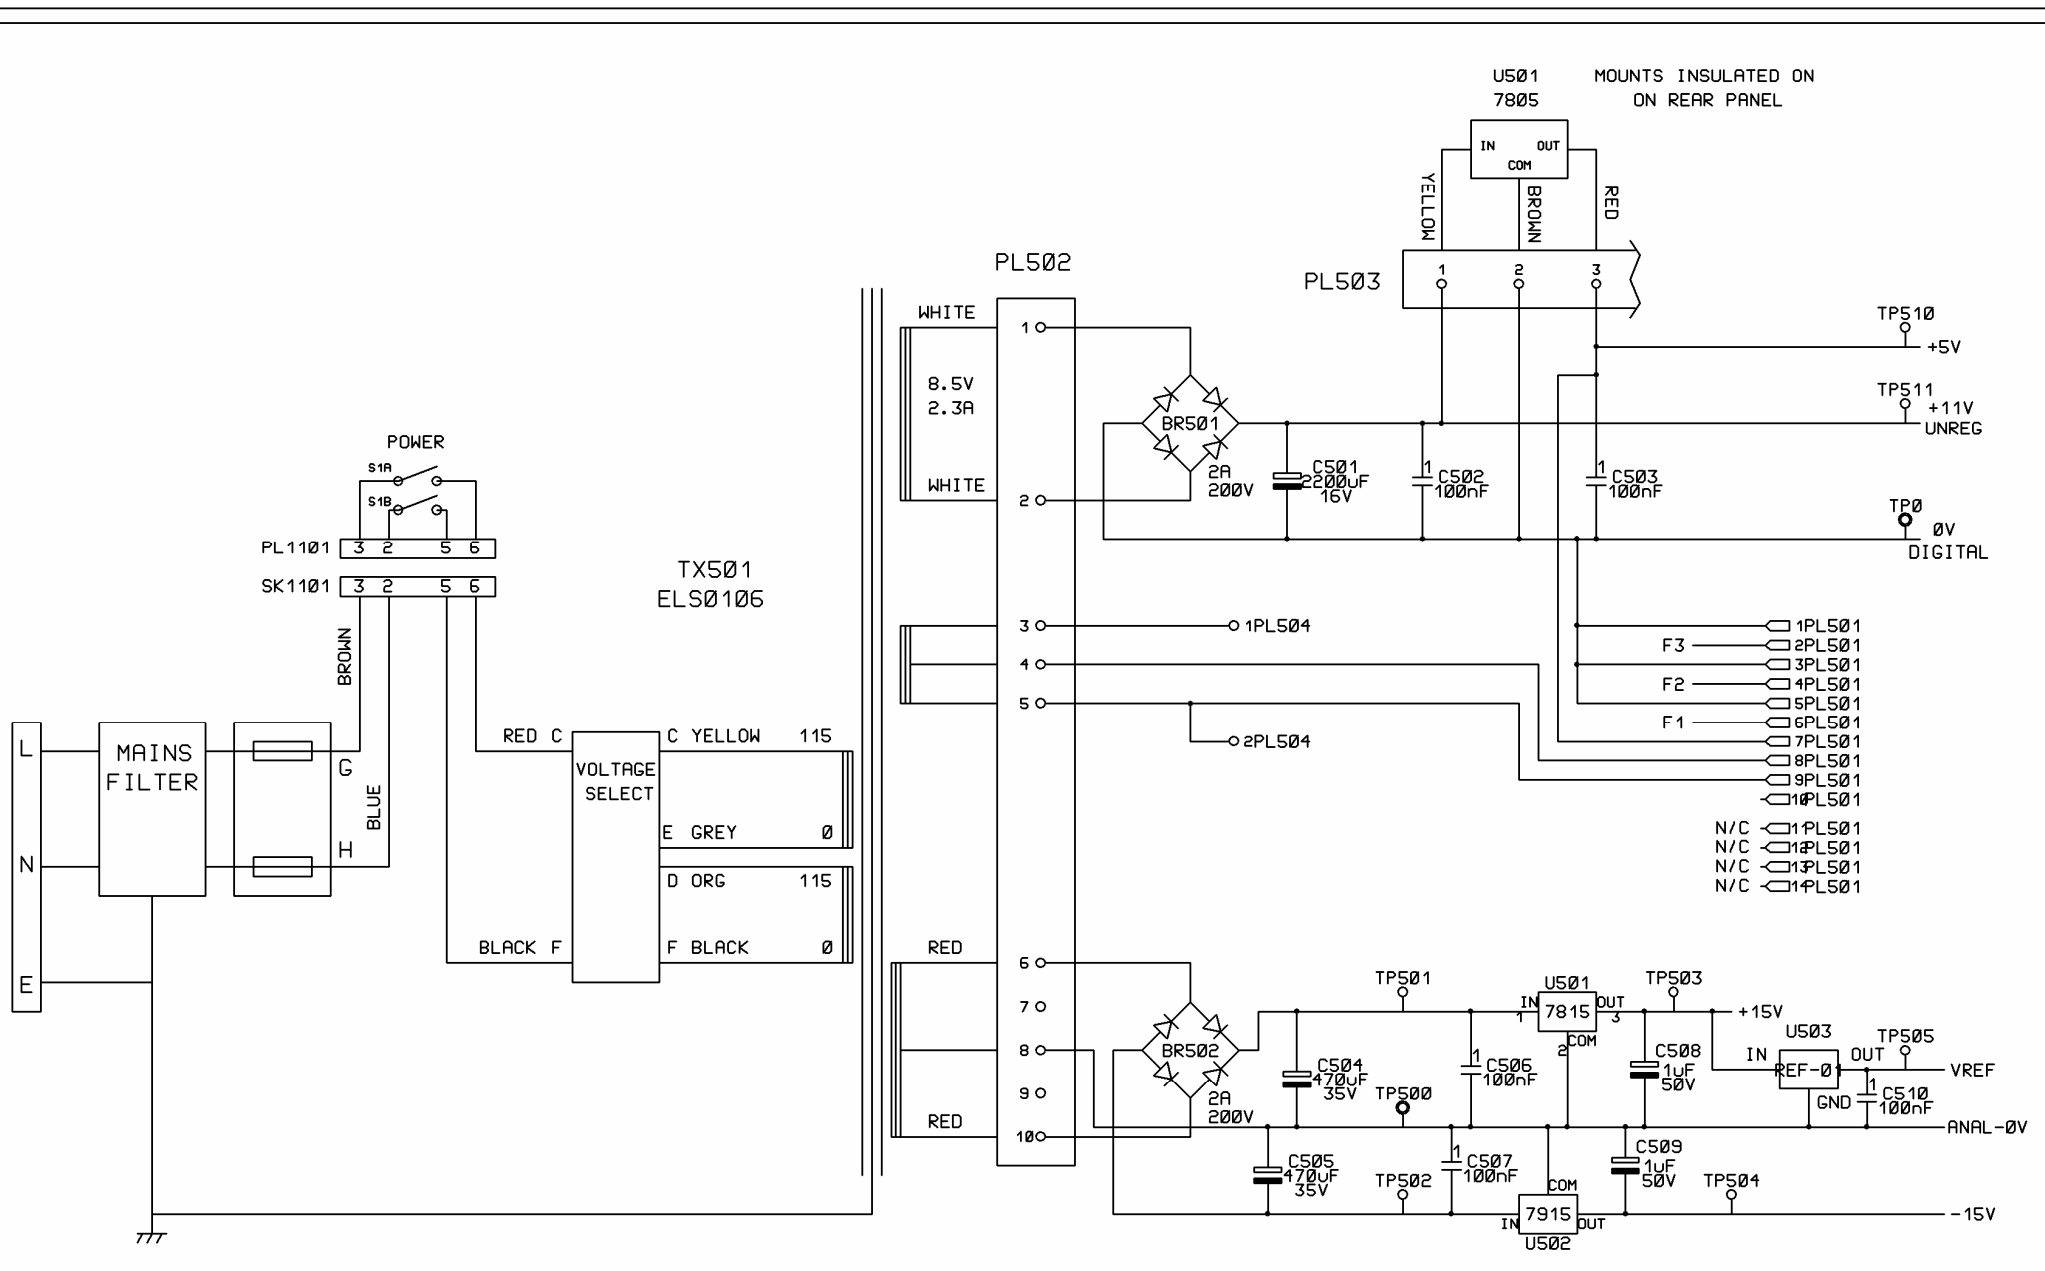 U501
7805
MOUNTS INSULATED ON
ON REAR PANEL
IN
OUT
COM
YELLOW
BROWN
RED
PL503
1
2
3
PL502
WHITE
8.5V
2.3A
WHITE
1
2
BR501
2A
200V
C501
2200uF
16V
1
C502
100nF
1
C503
100nF
TP510
+5V
TP511
+11V
UNREG
TP0
0V
DIGITAL
POWER
S1A
S1B
PL1101
3
2
5
6
SK1101
3
2
5
6
BROWN
BLUE
TX501
ELS0106
3
1PL504
4
5
2PL504
1PL501
F3
2PL501
3PL501
F2
4PL501
5PL501
F1
6PL501
7PL501
8PL501
9PL501
10PL501
N/C
11PL501
N/C
12PL501
N/C
13PL501
N/C
14PL501
L
N
E
MAINS
FILTER
G
H
RED C
BLACK F
VOLTAGE
SELECT
C YELLOW 115
E GREY 0
D ORG 115
F BLACK 0
RED
RED
6
7
8
9
10
BR502
2A
200V
C504
470uF
35V
C505
470uF
35V
TP501
TP500
TP502
1
C506
100nF
1
C507
100nF
U501
IN
1
7815
OUT
3
COM
2
TP503
+15V
C508
1uF
50V
C509
1uF
50V
COM
IN
7915
OUT
U502
TP504
-15V
U503
IN
OUT
REF-01
GND
TP505
VREF
1
C510
100nF
ANAL-0V